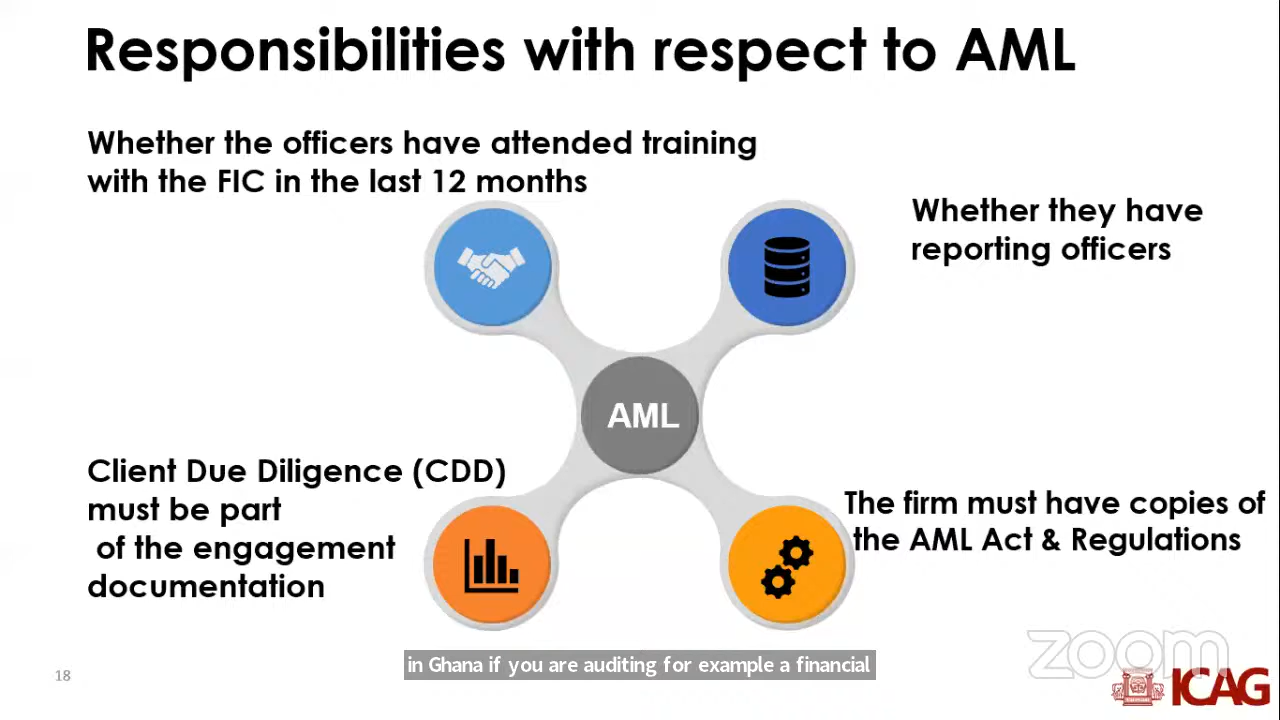 Responsibilities with respect to AML
Whether the officers have attended training
with the FIC in the last 12 months
Whether they have
reporting officers
AML
Client Due Diligence (CDD)
must be part
of the engagement
documentation
The firm must have copies of
the AML Act & Regulations
in Ghana if you are auditing for example a financial
zoom
18
ICAG